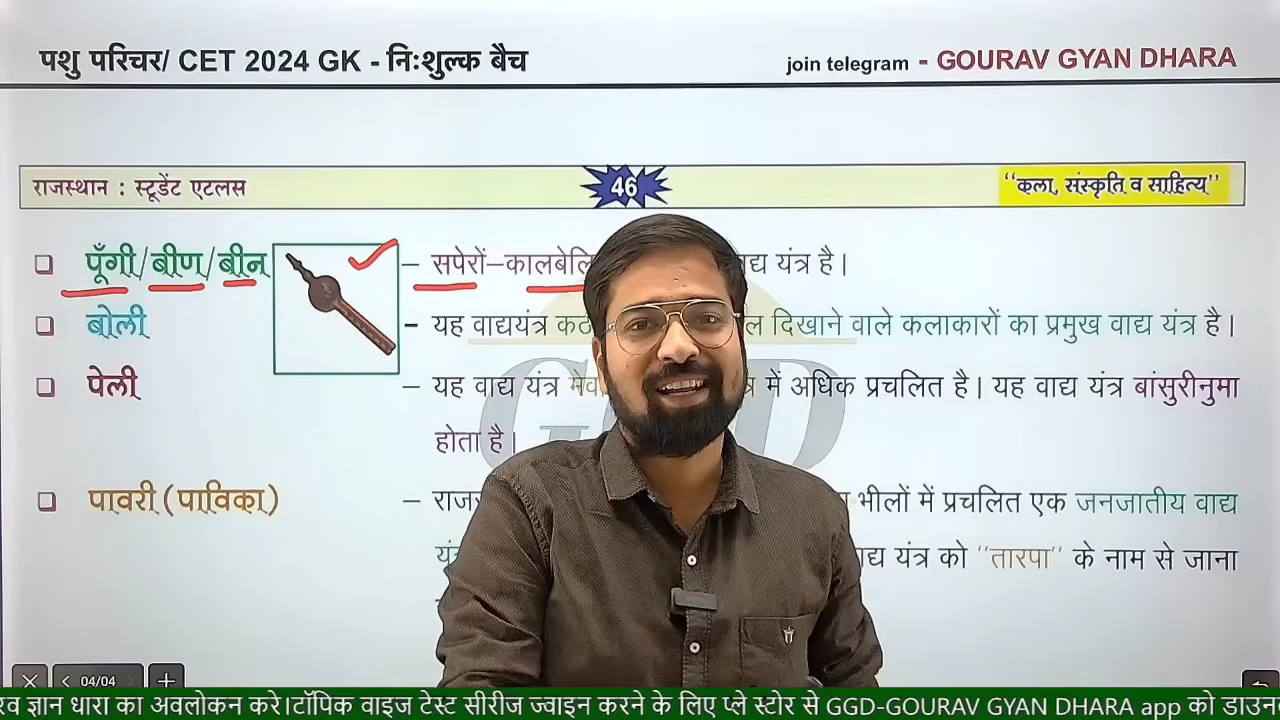 पशु परिचर/ CET 2024 GK - निःशुल्क बैच
join telegram - GOURAV GYAN DHARA
राजस्थान : स्टूडेंट एटलस
46
“कला, संस्कृति व साहित्य”
पूँगी/बीण/बीन – सपेरों–कालबेलि द्य यंत्र है।
बोली – यह वाद्ययंत्र कठ ल दिखाने वाले कलाकारों का प्रमुख वाद्य यंत्र है।
पेली – यह वाद्य यंत्र में अधिक प्रचलित है। यह वाद्य यंत्र बांसुरीनुमा
होता है।
पावरी (पाविका) – राज भीलों में प्रचलित एक जनजातीय वाद्य
यं द्य यंत्र को “तारपा” के नाम से जाना
04/04
रव ज्ञान धारा का अवलोकन करे।टॉपिक वाइज टेस्ट सीरीज ज्वाइन करने के लिए प्ले स्टोर से GGD-GOURAV GYAN DHARA app को डाउन